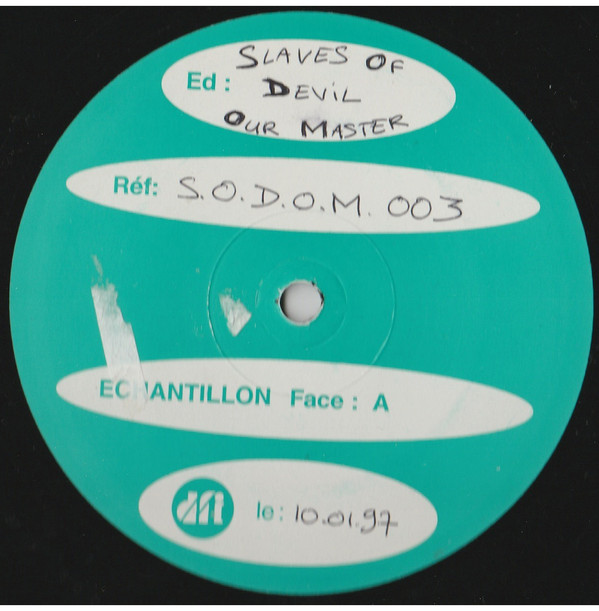 SLAVES OF
Ed : DEVIL
OUR MASTER
Réf: S.O.D.O.M. 003
ECHANTILLON Face : A
le : 10.01.97